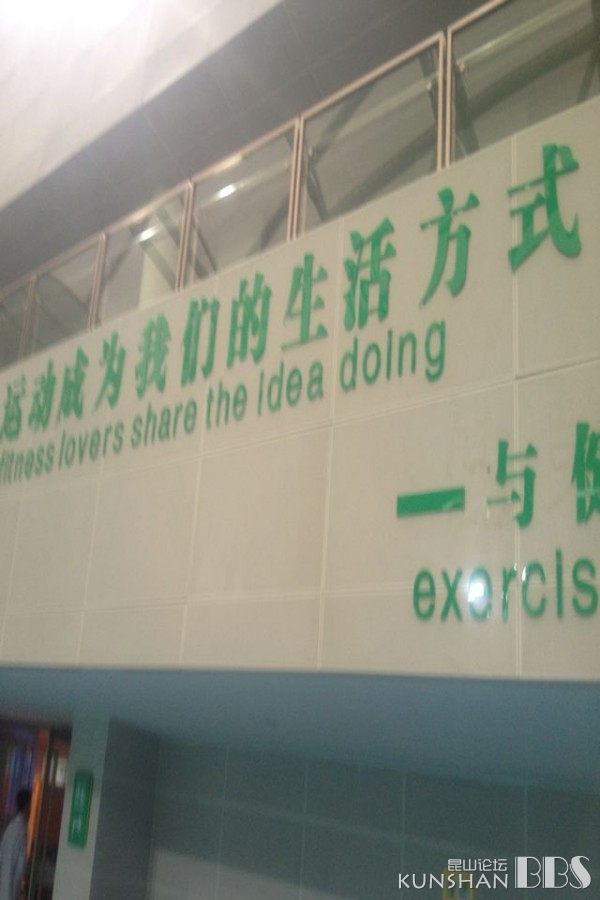 运动成为我们的生活方式
fitness lovers share the idea doing
—与健
exercis
昆山论坛
KUNSHAN BBS